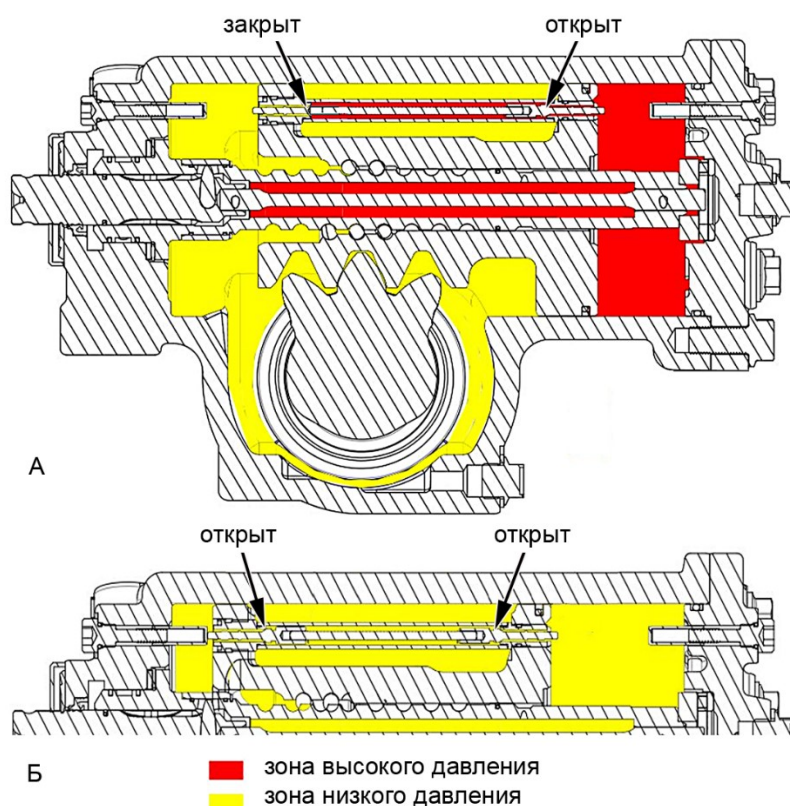 закрыт открыт
А
открыт открыт
Б
зона высокого давления
зона низкого давления